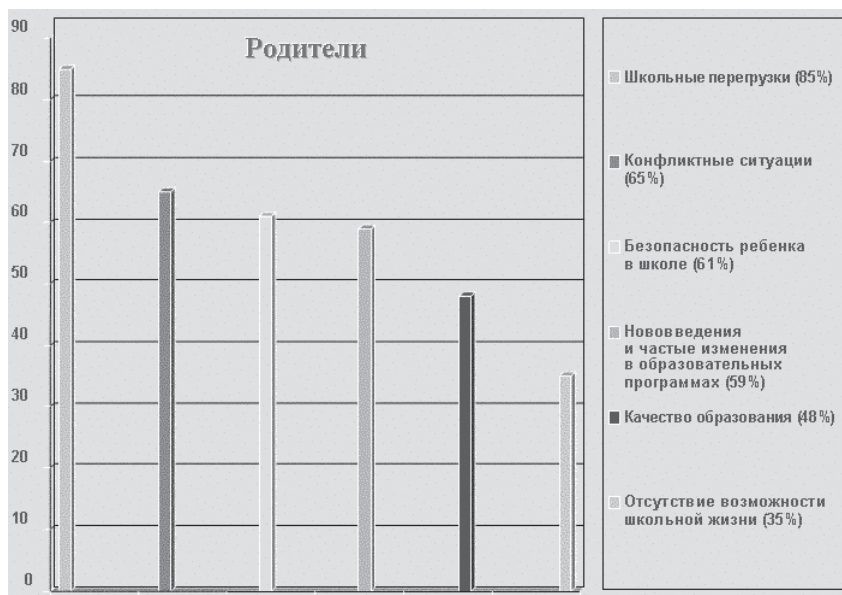 Родители
90
80
70
60
50
40
30
20
10
0
Школьные перегрузки (85%)
Конфликтные ситуации
(65%)
Безопасность ребенка
в школе (61%)
Нововведения
и частые изменения
в образовательных
программах (59%)
Качество образования (48%)
Отсутствие возможности
школьной жизни (35%)